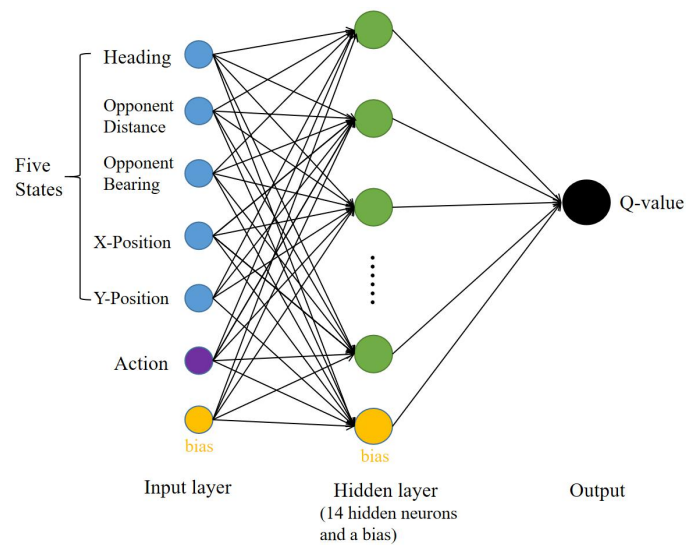 Heading
Opponent
Distance
Opponent
Bearing
Five
States
X-Position
Y-Position
Action
bias
bias
Q-value
Input layer
Hidden layer
(14 hidden neurons
and a bias)
Output